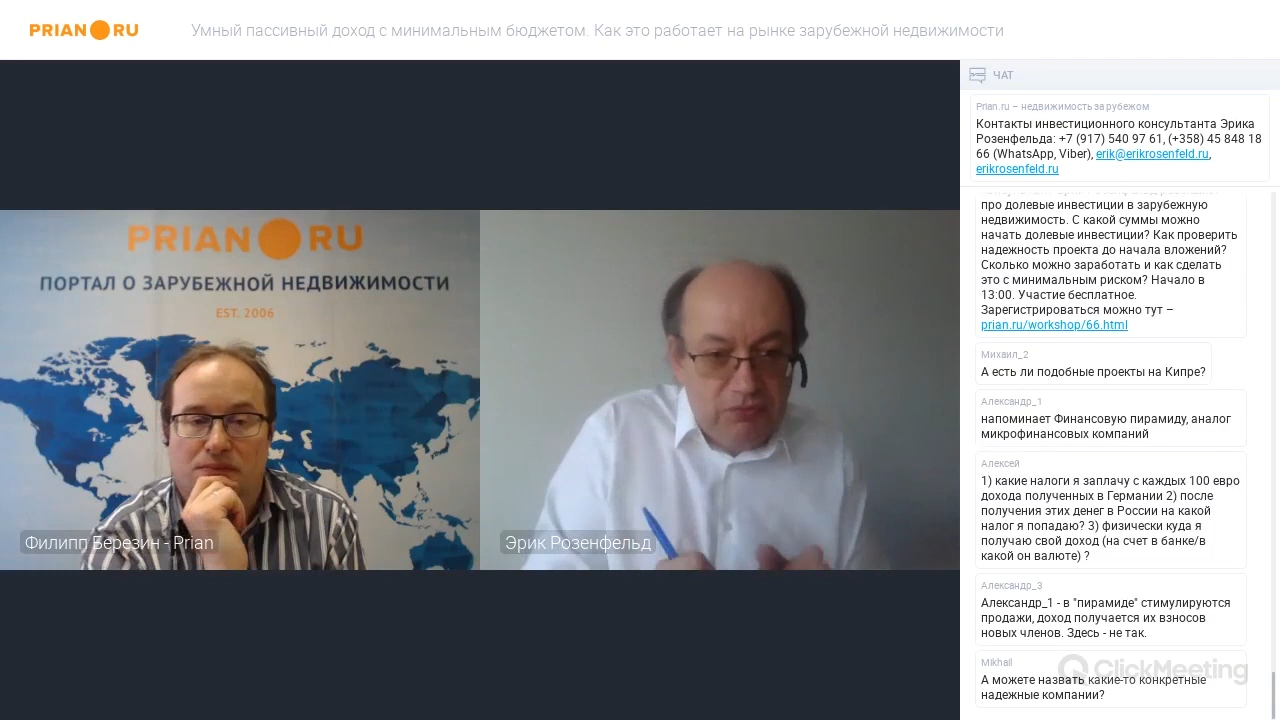 PRIAN RU
Умный пассивный доход с минимальным бюджетом. Как это работает на рынке зарубежной недвижимости
ЧАТ
Prian.ru – недвижимость за рубежом
Контакты инвестиционного консультанта Эрика
Розенфельда: +7 (917) 540 97 61, (+358) 45 848 18
66 (WhatsApp, Viber), erik@erikrosenfeld.ru,
erikrosenfeld.ru
про долевые инвестиции в зарубежную
недвижимость. С какой суммы можно
начать долевые инвестиции? Как проверить
надежность проекта до начала вложений?
Сколько можно заработать и как сделать
это с минимальным риском? Начало в
13:00. Участие бесплатное.
Зарегистрироваться можно тут –
prian.ru/workshop/66.html
Михаил_2
А есть ли подобные проекты на Кипре?
Александр_1
напоминает Финансовую пирамиду, аналог
микрофинансовых компаний
Алексей
1) какие налоги я заплачу с каждых 100 евро
дохода полученных в Германии 2) после
получения этих денег в России на какой
налог я попадаю? 3) физически куда я
получаю свой доход (на счет в банке/в
какой он валюте) ?
Александр_3
Александр_1 - в "пирамиде" стимулируются
продажи, доход получается их взносов
новых членов. Здесь - не так.
Mikhail
А можете назвать какие-то конкретные
надежные компании?
ClickMeeting
PRIAN RU
ПОРТАЛ О ЗАРУБЕЖНОЙ НЕДВИЖИМОСТИ
EST. 2006
Филипп Березин - Prian
Эрик Розенфельд